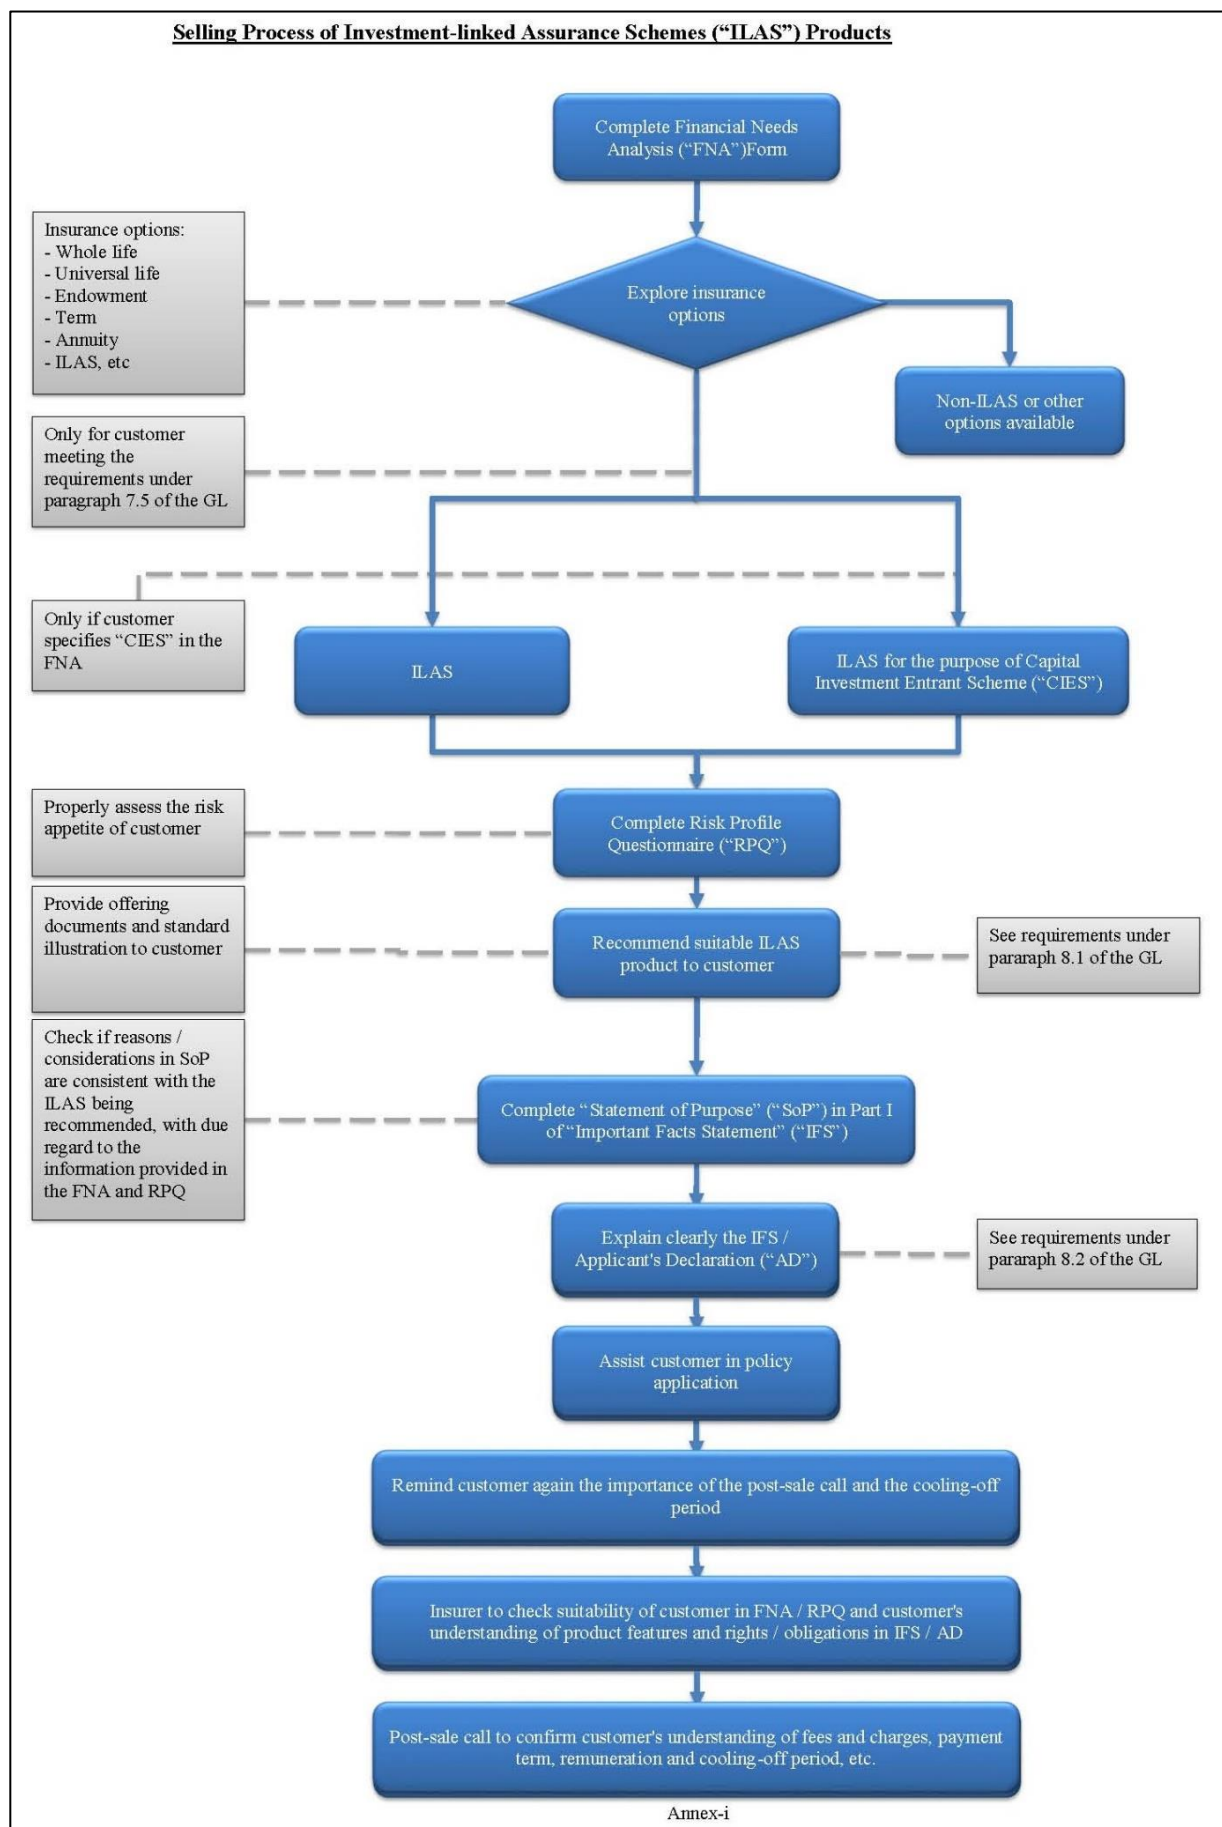 Selling Process of Investment-linked Assurance Schemes (“ILAS”) Products
Complete Financial Needs
Analysis (“FNA”)Form
Insurance options:
- Whole life
- Universal life
- Endowment
- Term
- Annuity
- ILAS, etc
Explore insurance
options
Non-ILAS or other
options available
Only for customer
meeting the
requirements under
paragraph 7.5 of the GL
Only if customer
specifies “CIES” in the
FNA
ILAS
ILAS for the purpose of Capital
Investment Entrant Scheme (“CIES”)
Properly assess the risk
appetite of customer
Complete Risk Profile
Questionnaire (“RPQ”)
Provide offering
documents and standard
illustration to customer
Recommend suitable ILAS
product to customer
See requirements under
pararaph 8.1 of the GL
Check if reasons /
considerations in SoP
are consistent with the
ILAS being
recommended, with due
regard to the
information provided in
the FNA and RPQ
Complete “Statement of Purpose” (“SoP”) in Part I
of “Important Facts Statement” (“IFS”)
Explain clearly the IFS /
Applicant's Declaration (“AD”)
See requirements under
pararaph 8.2 of the GL
Assist customer in policy
application
Remind customer again the importance of the post-sale call and the cooling-off
period
Insurer to check suitability of customer in FNA / RPQ and customer's
understanding of product features and rights / obligations in IFS / AD
Post-sale call to confirm customer's understanding of fees and charges, payment
term, remuneration and cooling-off period, etc.
Annex-i